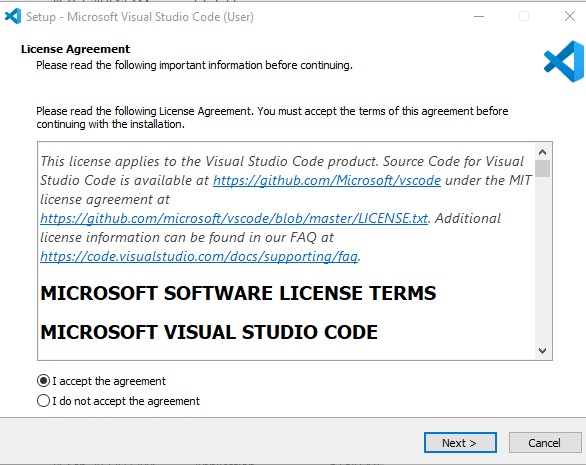 Setup - Microsoft Visual Studio Code (User)
License Agreement
Please read the following important information before continuing.
Please read the following License Agreement. You must accept the terms of this agreement before
continuing with the installation.
This license applies to the Visual Studio Code product. Source Code for Visual
Studio Code is available at https://github.com/Microsoft/vscode under the MIT
license agreement at
https://github.com/microsoft/vscode/blob/master/LICENSE.txt. Additional
license information can be found in our FAQ at
https://code.visualstudio.com/docs/supporting/faq.
MICROSOFT SOFTWARE LICENSE TERMS
MICROSOFT VISUAL STUDIO CODE
I accept the agreement
I do not accept the agreement
Next >
Cancel